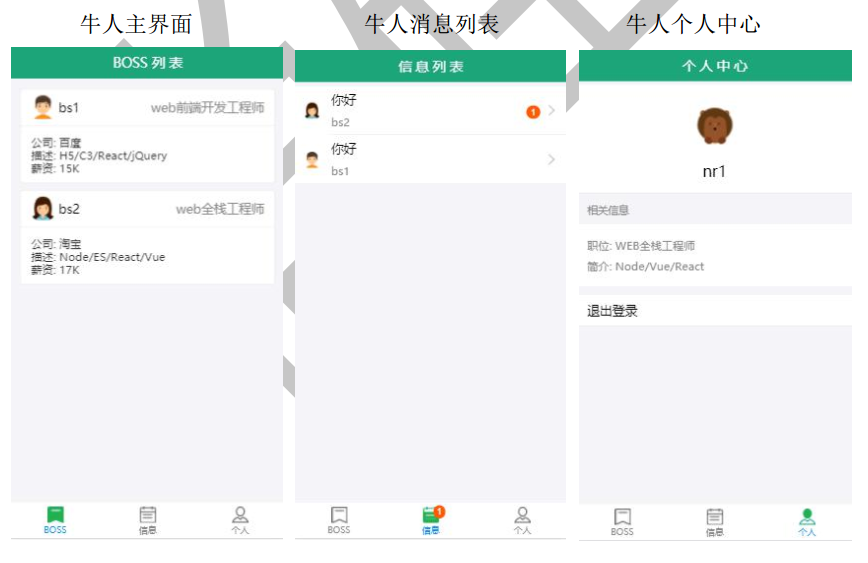 牛人主界面
BOSS 列表
bs1
web前端开发工程师
公司: 百度
描述: H5/C3/React/jQuery
薪资: 15K
bs2
web全栈工程师
公司: 淘宝
描述: Node/ES/React/Vue
薪资: 17K
BOSS
信息
个人
牛人消息列表
信息列表
你好
bs2
1
你好
bs1
BOSS
1
信息
个人
牛人个人中心
个人中心
nr1
相关信息
职位: WEB全栈工程师
简介: Node/Vue/React
退出登录
BOSS
信息
个人